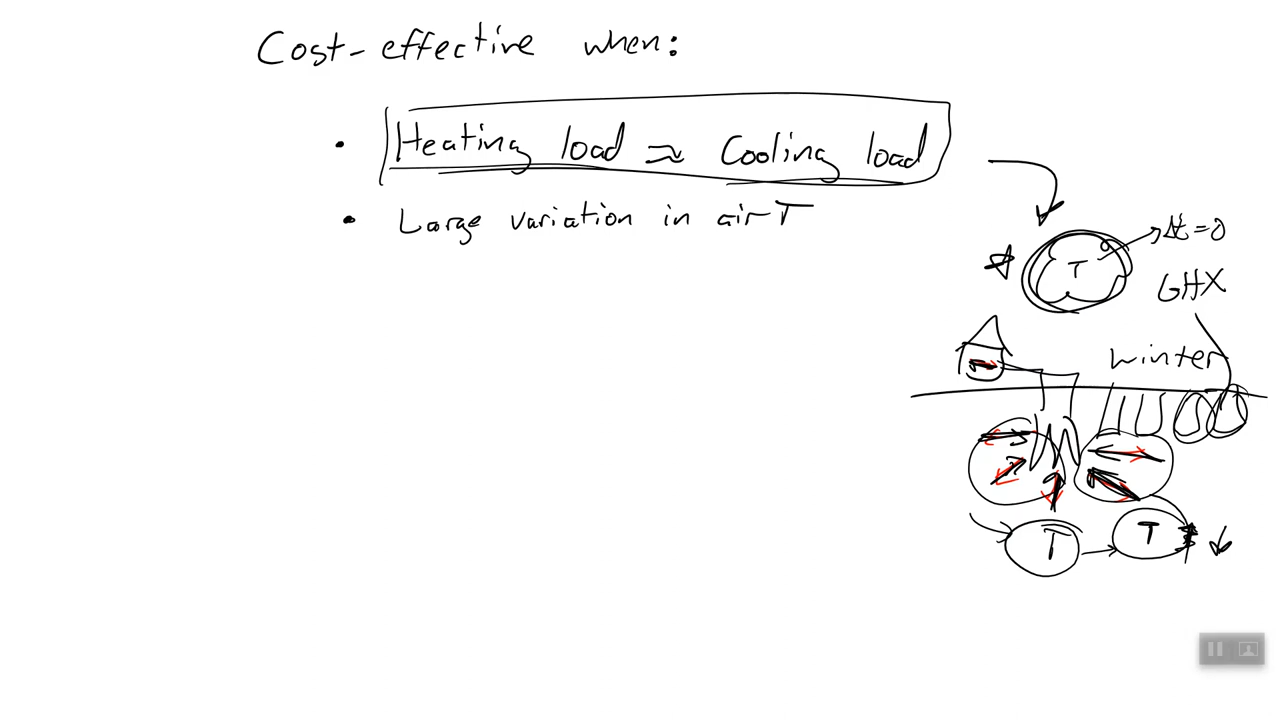 Cost-effective when:
• Heating load ≈ Cooling load
• Large variation in air T
Δt=0
T
GHX
Winter
T
T